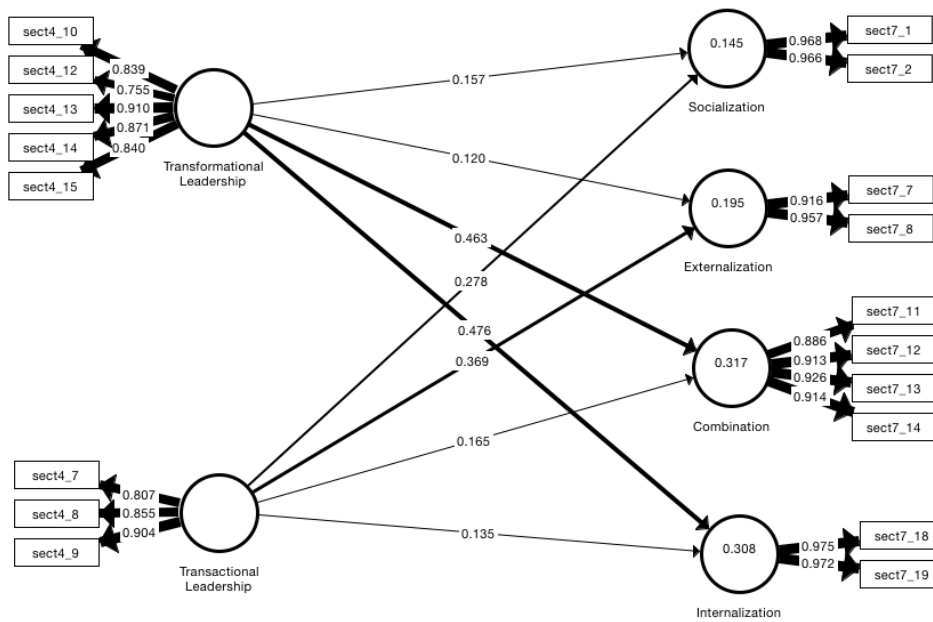 sect4_10
sect4_12
sect4_13
sect4_14
sect4_15
0.839
0.755
0.910
0.871
0.840
Transformational
Leadership
sect4_7
sect4_8
sect4_9
0.807
0.855
0.904
Transactional
Leadership
0.157
0.120
0.463
0.278
0.476
0.369
0.165
0.135
0.145
Socialization
0.968
0.966
sect7_1
sect7_2
0.195
Externalization
0.916
0.957
sect7_7
sect7_8
0.317
Combination
0.886
0.913
0.926
0.914
sect7_11
sect7_12
sect7_13
sect7_14
0.308
Internalization
0.975
0.972
sect7_18
sect7_19